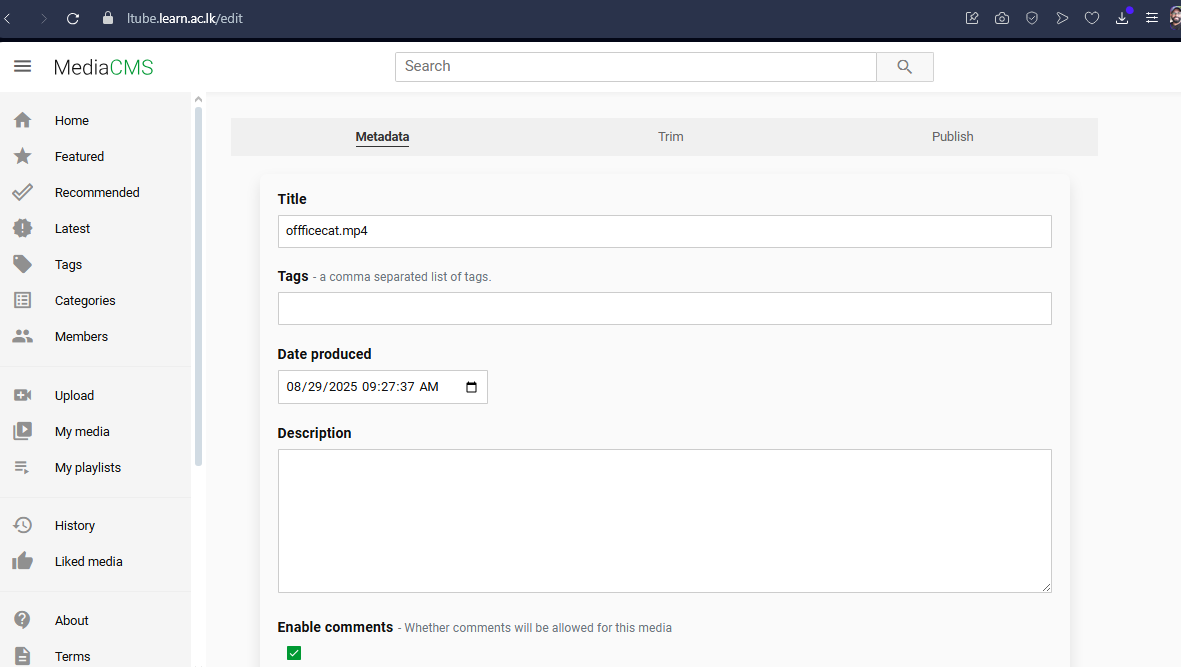 ltube.learn.ac.lk/edit
MediaCMS
Search
Home
Featured
Recommended
Latest
Tags
Categories
Members
Upload
My media
My playlists
History
Liked media
About
Terms
Metadata Trim Publish
Title
offficecat.mp4
Tags - a comma separated list of tags.
Date produced
08/29/2025 09:27:37 AM
Description
Enable comments - Whether comments will be allowed for this media